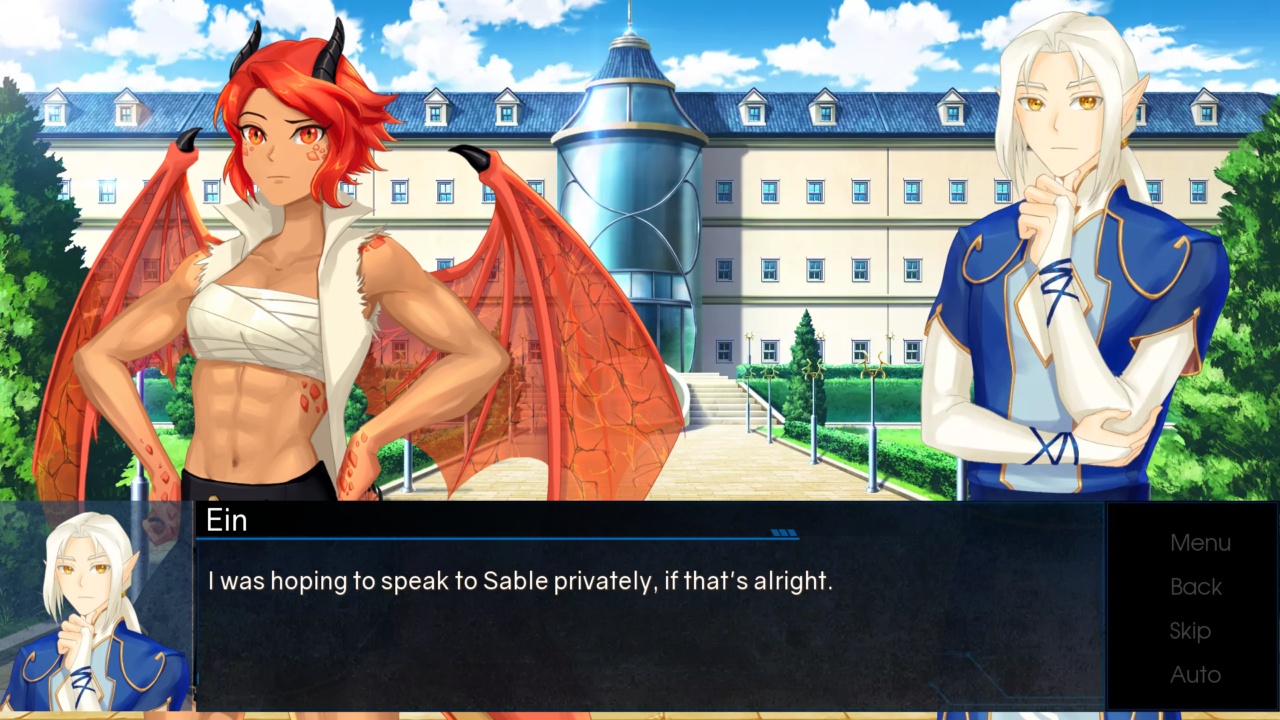 Ein
I was hoping to speak to Sable privately, if that's alright.
Menu
Back
Skip
Auto